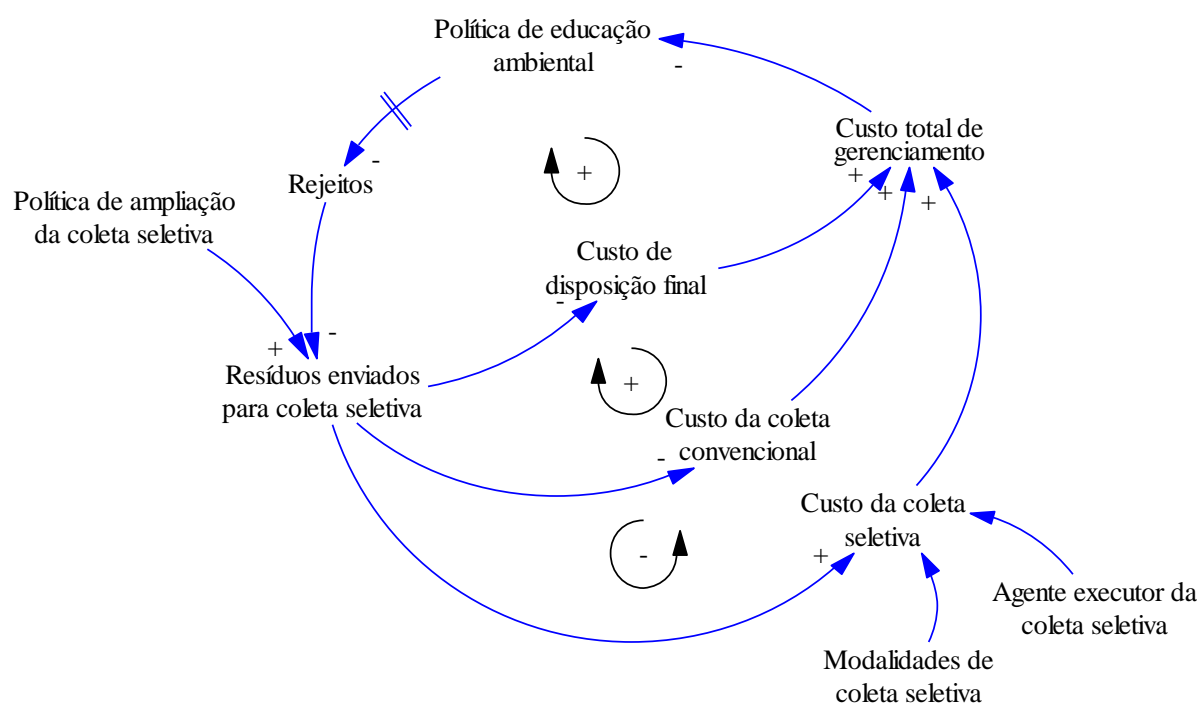 Política de educação
ambiental
-
Custo total de
gerenciamento
-
Rejeitos
+
+
+
+
Política de ampliação
da coleta seletiva
Custo de
disposição final
-
-
+
Resíduos enviados
para coleta seletiva
+
Custo da coleta
convencional
-
Custo da coleta
seletiva
+
-
Agente executor da
coleta seletiva
Modalidades de
coleta seletiva